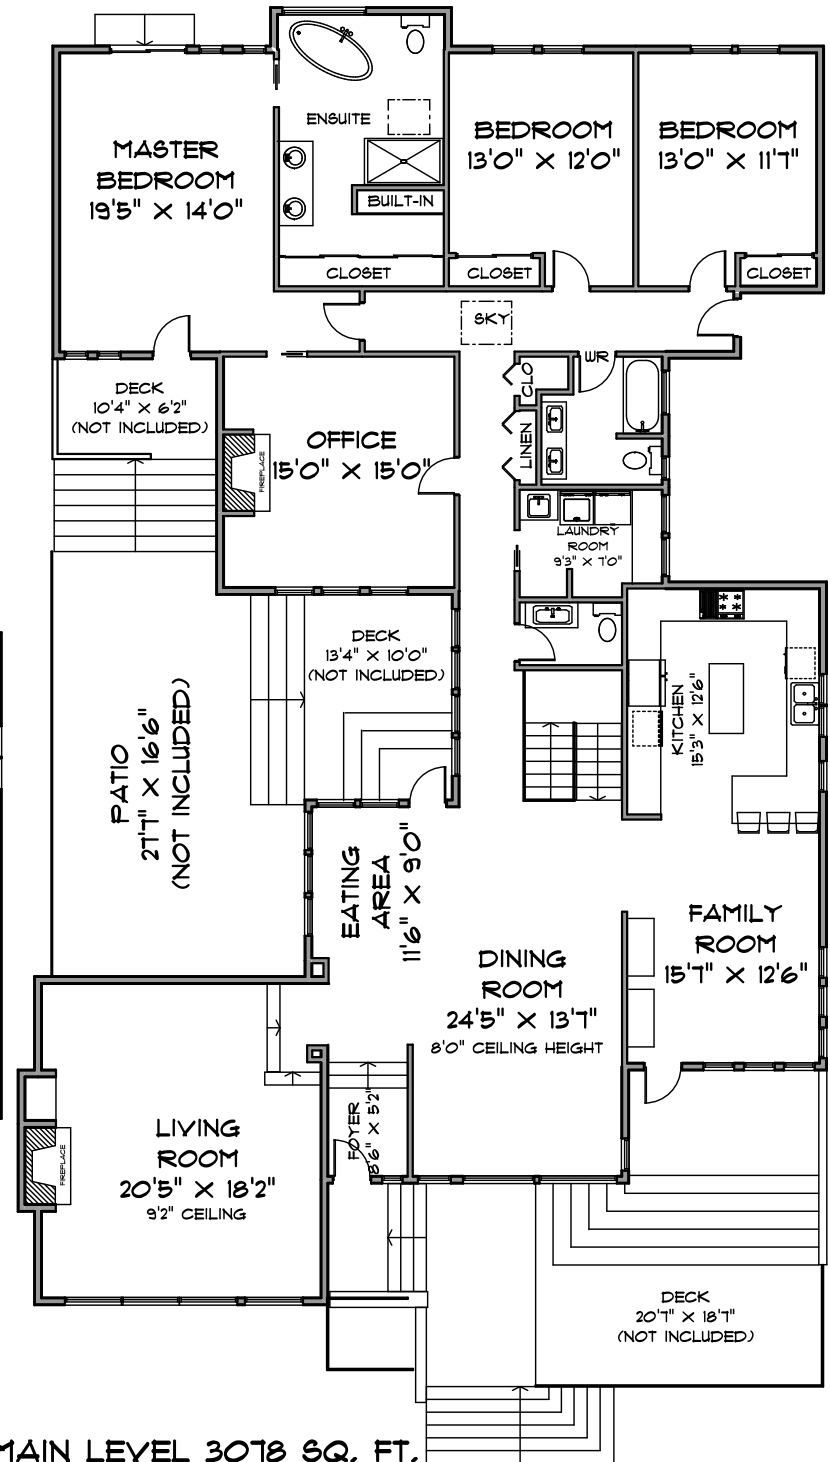 ENSUITE
MASTER
BEDROOM
19'5" X 14'0"
BEDROOM
13'0" X 12'0"
BEDROOM
13'0" X 11'7"
BUILT-IN
CLOSET
CLOSET
CLOSET
SKY
WR
CLO
LINEN
DECK
10'4" X 6'2"
(NOT INCLUDED)
OFFICE
15'0" X 15'0"
FIREPLACE
LAUNDRY
ROOM
9'3" X 7'0"
DECK
13'4" X 10'0"
(NOT INCLUDED)
KITCHEN
15'3" X 12'6"
PATIO
27'7" X 16'6"
(NOT INCLUDED)
EATING
AREA
11'6" X 9'0"
FAMILY
ROOM
15'7" X 12'6"
DINING
ROOM
24'5" X 13'7"
8'0" CEILING HEIGHT
FOYER
8'6" X 5'2"
LIVING
ROOM
20'5" X 18'2"
9'2" CEILING
FIREPLACE
DECK
20'7" X 18'7"
(NOT INCLUDED)
MAIN LEVEL 3078 SQ. FT.